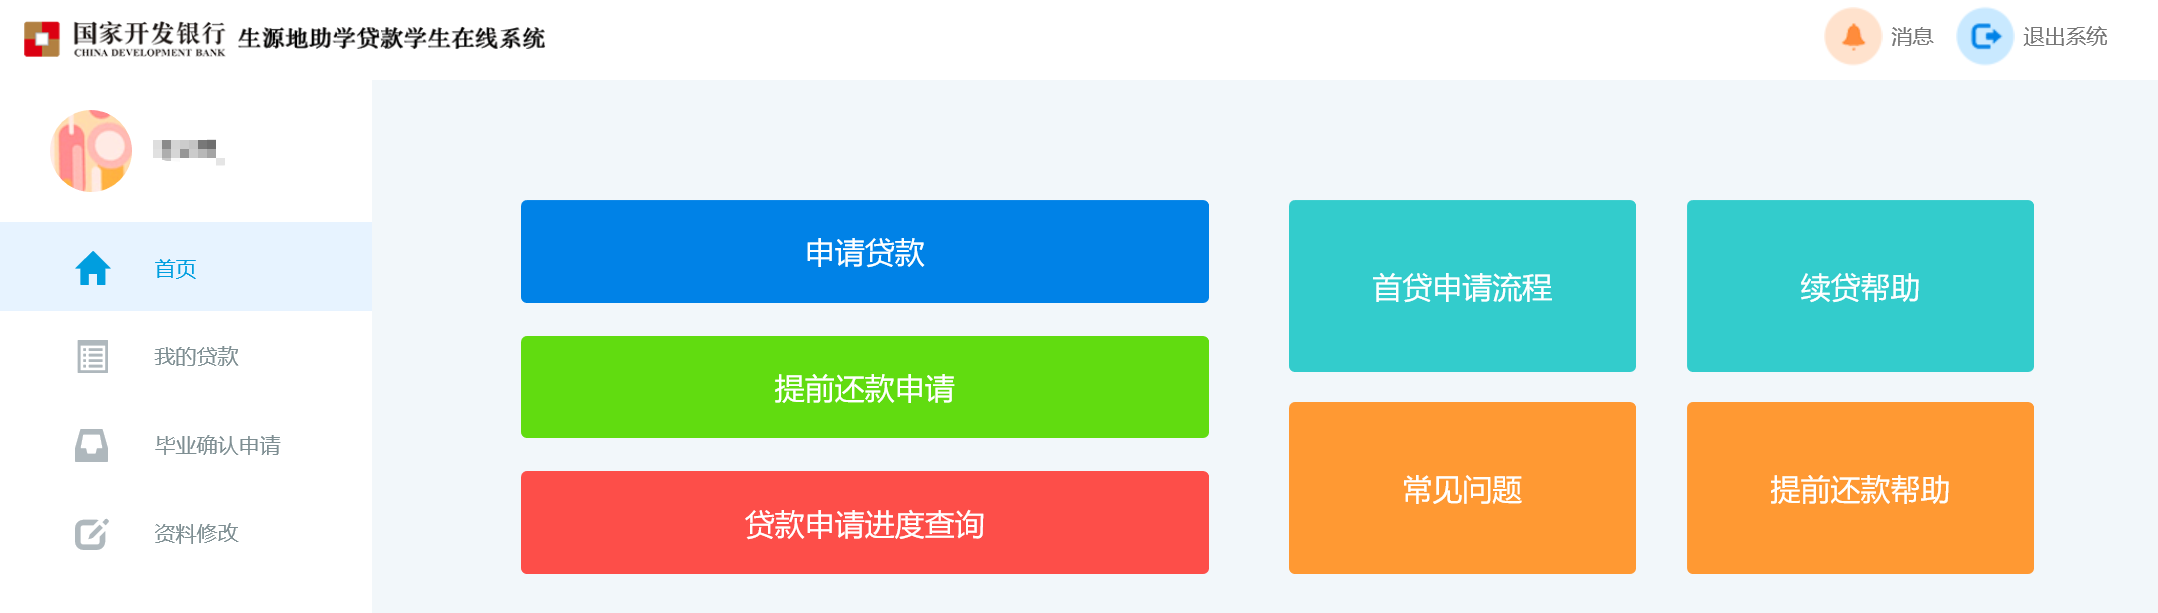 国家开发银行
CHINA DEVELOPMENT BANK
生源地助学贷款学生在线系统
消息
退出系统
首页
我的贷款
毕业确认申请
资料修改
申请贷款
提前还款申请
贷款申请进度查询
首贷申请流程
续贷帮助
常见问题
提前还款帮助